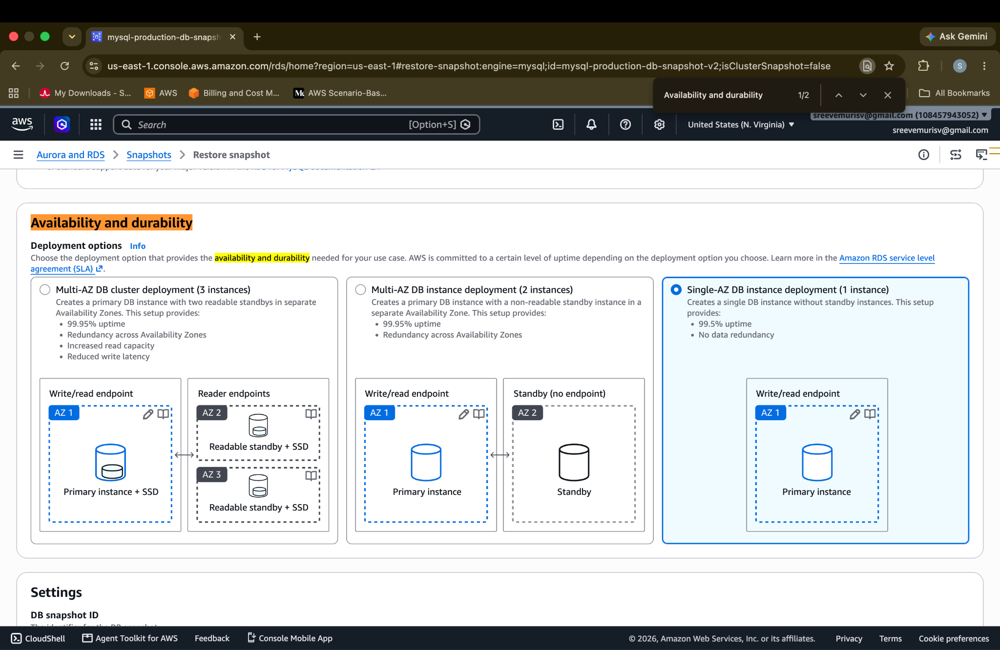 mysql-production-db-snaps
Ask Gemini
us-east-1.console.aws.amazon.com/rds/home?region=us-east-1#restore-snapshot:engine=mysql;id=mysql-production-db-snapshot-v2;isClusterSnapshot=false
S
My Downloads - S...
AWS
Billing and Cost M...
AWS Scenario-Bas...
Availability and durability
1/2
All Bookmarks
aws
Search
[Option+S]
United States (N. Virginia)
sreevemurisv@gmail.com (108457943052)
sreevemurisv@gmail.com
Aurora and RDS
Snapshots
Restore snapshot
Availability and durability
Deployment options Info
Choose the deployment option that provides the availability and durability needed for your use case. AWS is committed to a certain level of uptime depending on the deployment option you choose. Learn more in the Amazon RDS service level
agreement (SLA).
Multi-AZ DB cluster deployment (3 instances)
Creates a primary DB instance with two readable standbys in separate
Availability Zones. This setup provides:
• 99.95% uptime
• Redundancy across Availability Zones
• Increased read capacity
• Reduced write latency
Write/read endpoint
AZ 1
Primary instance + SSD
Reader endpoints
AZ 2
Readable standby + SSD
AZ 3
Readable standby + SSD
Multi-AZ DB instance deployment (2 instances)
Creates a primary DB instance with a non-readable standby instance in a
separate Availability Zone. This setup provides:
• 99.95% uptime
• Redundancy across Availability Zones
Write/read endpoint
AZ 1
Primary instance
Standby (no endpoint)
AZ 2
Standby
Single-AZ DB instance deployment (1 instance)
Creates a single DB instance without standby instances. This setup
provides:
• 99.5% uptime
• No data redundancy
Write/read endpoint
AZ 1
Primary instance
Settings
DB snapshot ID
CloudShell
Agent Toolkit for AWS
Feedback
Console Mobile App
© 2026, Amazon Web Services, Inc. or its affiliates.
Privacy
Terms
Cookie preferences